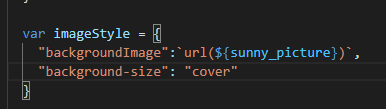 var imageStyle = {
"backgroundImage":`url(${sunny_picture})`,
"background-size": "cover"
}